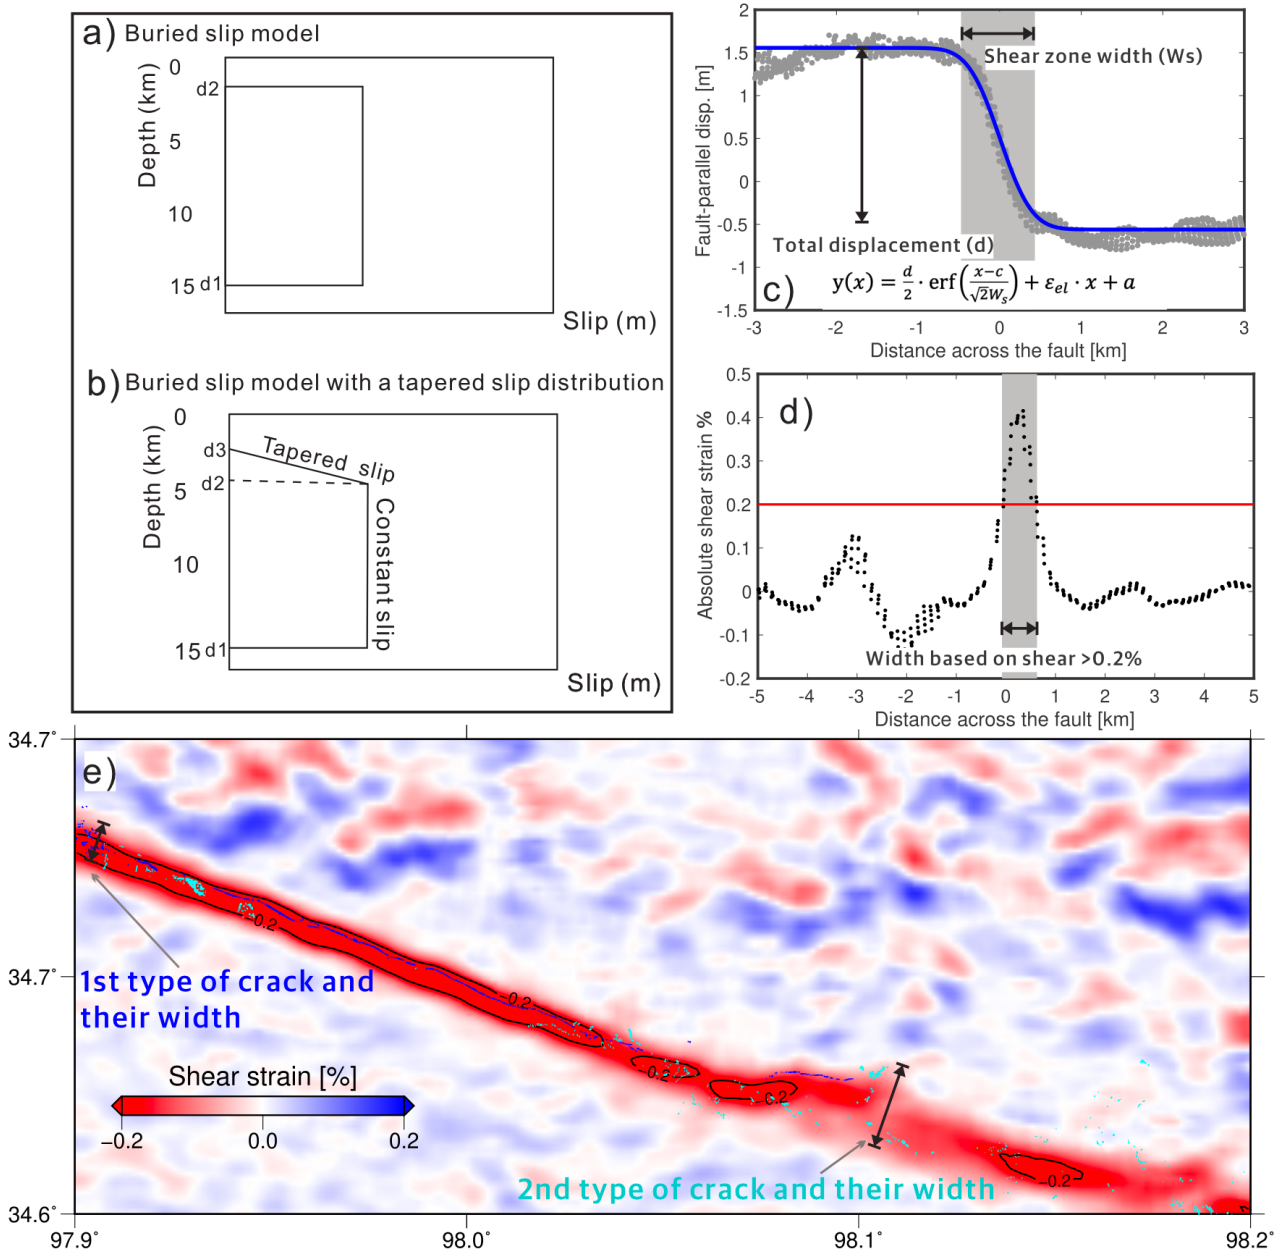 a) Buried slip model
0
d2
5
10
15 d1
Depth (km)
Slip (m)
b) Buried slip model with a tapered slip distribution
0
d3
Tapered slip
d2
5
Constant slip
10
15 d1
Depth (km)
Slip (m)
2
1.5
1
0.5
0
-0.5
-1
-1.5
Fault-parallel disp. [m]
Shear zone width (Ws)
Total displacement (d)
c) y(x) = d/2 · erf((x−c)/(√2Ws)) + εel · x + a
-3 -2 -1 0 1 2 3
Distance across the fault [km]
0.5
0.4
0.3
0.2
0.1
0
-0.1
-0.2
Absolute shear strain %
d)
Width based on shear >0.2%
-5 -4 -3 -2 -1 0 1 2 3 4 5
Distance across the fault [km]
34.7°
e)
-0.2
34.7°
1st type of crack and
their width
-0.2
-0.2
-0.2
Shear strain [%]
−0.2 0.0 0.2
2nd type of crack and their width
-0.2
34.6°
97.9° 98.0° 98.1° 98.2°